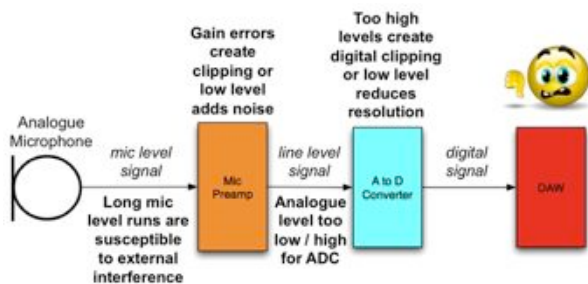 Gain errors
create
clipping or
low level
adds noise
Too high
levels create
digital clipping
or low level
reduces
resolution
Analogue
Microphone
mic level
signal
Mic
Preamp
line level
signal
A to D
Converter
digital
signal
DAW
Long mic
level runs are
susceptible
to external
interference
Analogue
level too
low / high
for ADC